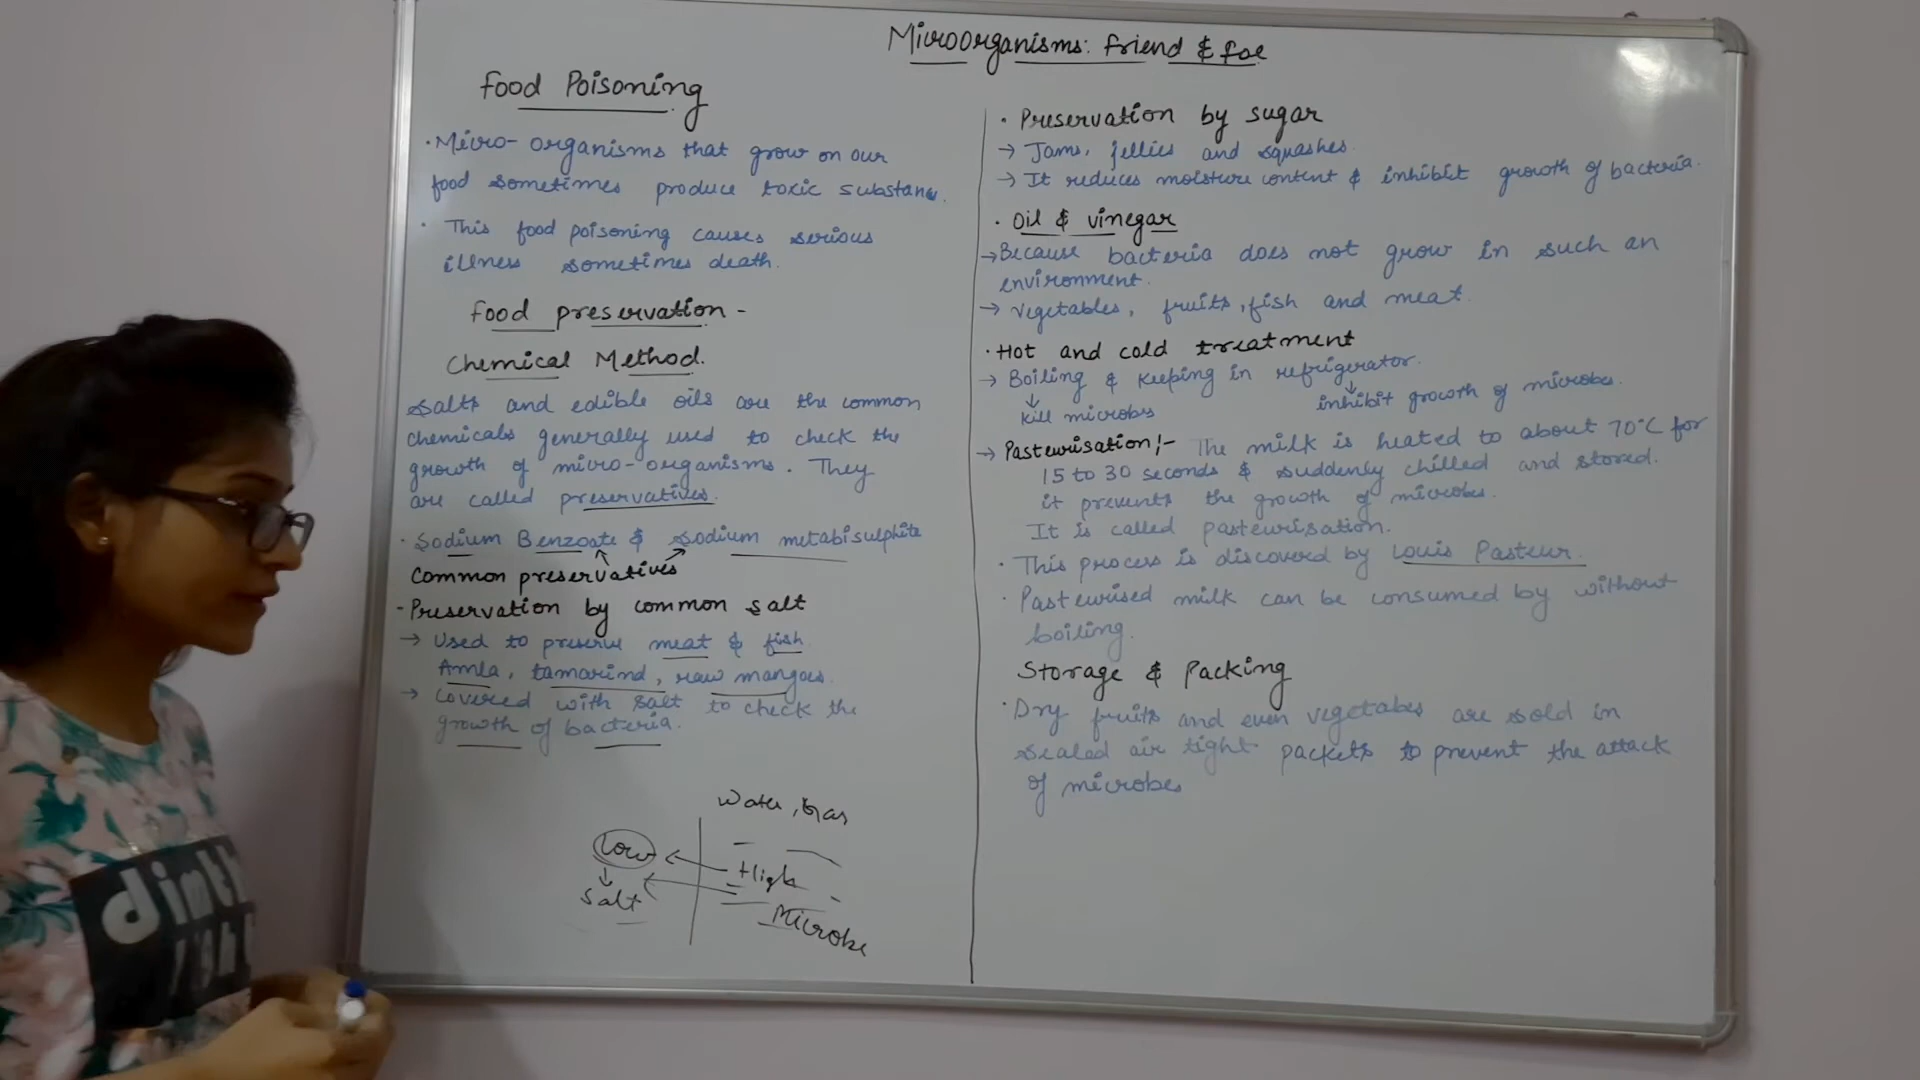 Microorganisms: Friend & foe
Food Poisoning
· Micro-organisms that grow on our
food sometimes produce toxic substance.
· This food poisoning causes serious
illness sometimes death.
Food preservation -
Chemical Method.
Salts and edible oils are the common
chemicals generally used to check the
growth of micro-organisms. They
are called preservatives.
· Sodium Benzoate & Sodium metabisulphite
Common preservatives
- Preservation by common salt
→ Used to preserve meat & fish
Amla, tamarind, raw mangoes.
→ Covered with salt to check the
growth of bacteria.
Water,
Low ← High
↓
Salt
Microbe
· Preservation by sugar
→ Jams, jellies and squashes.
→ It reduces moisture content & inhibit growth of bacteria.
· Oil & vinegar
→ Because bacteria does not grow in such an
environment.
→ vegetables, fruits, fish and meat.
· Hot and cold treatment
→ Boiling & keeping in refrigerator.
↓ ↓
kill microbes inhibit growth of microbes.
→ Pasteurisation:- The milk is heated to about 70°C for
15 to 30 seconds & suddenly chilled and stored.
it prevents the growth of microbes.
It is called pasteurisation.
· This process is discovered by Louis Pasteur.
· Pasteurised milk can be consumed by without
boiling.
Storage & Packing
· Dry fruits and even vegetabes are sold in
sealed air tight packets to prevent the attack
of microbes